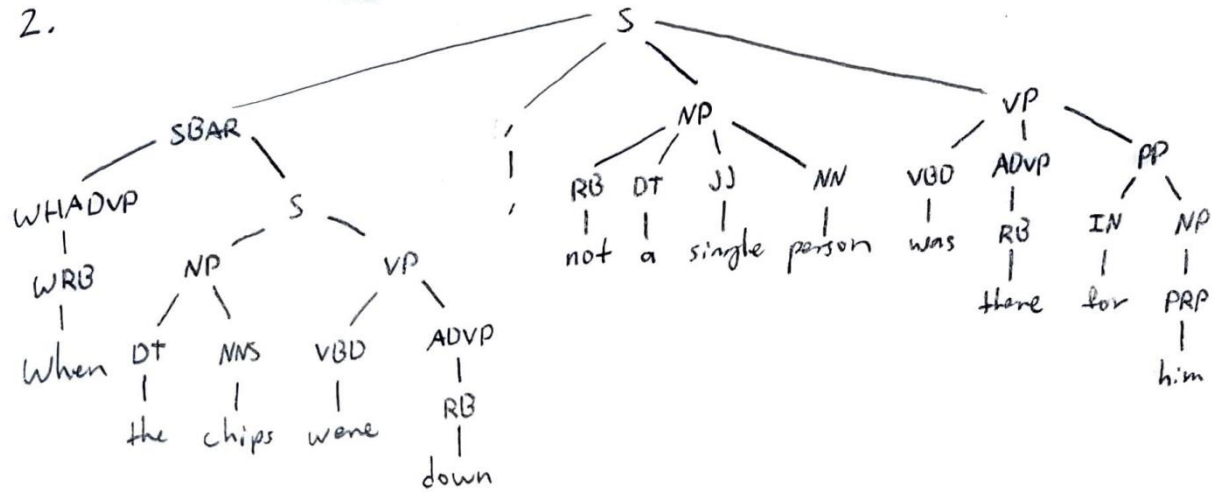 2.
S
SBAR , NP VP
WHADVP S , RB DT JJ NN VBD ADVP PP
WRB NP VP not a single person was RB IN NP
When DT NNS VBD ADVP there for PRP
the chips were RB him
down